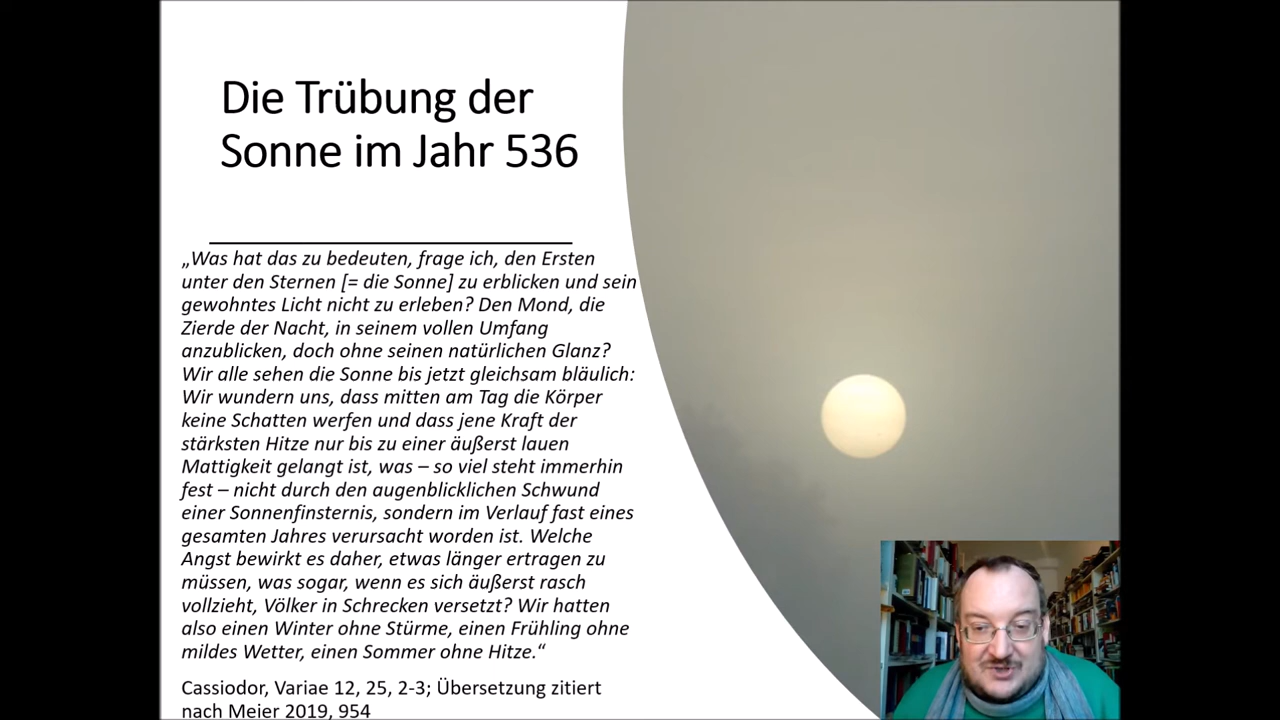 Die Trübung der
Sonne im Jahr 536
„Was hat das zu bedeuten, frage ich, den Ersten
unter den Sternen [= die Sonne] zu erblicken und sein
gewohntes Licht nicht zu erleben? Den Mond, die
Zierde der Nacht, in seinem vollen Umfang
anzublicken, doch ohne seinen natürlichen Glanz?
Wir alle sehen die Sonne bis jetzt gleichsam bläulich:
Wir wundern uns, dass mitten am Tag die Körper
keine Schatten werfen und dass jene Kraft der
stärksten Hitze nur bis zu einer äußerst lauen
Mattigkeit gelangt ist, was – so viel steht immerhin
fest – nicht durch den augenblicklichen Schwund
einer Sonnenfinsternis, sondern im Verlauf fast eines
gesamten Jahres verursacht worden ist. Welche
Angst bewirkt es daher, etwas länger ertragen zu
müssen, was sogar, wenn es sich äußerst rasch
vollzieht, Völker in Schrecken versetzt? Wir hatten
also einen Winter ohne Stürme, einen Frühling ohne
mildes Wetter, einen Sommer ohne Hitze.“
Cassiodor, Variae 12, 25, 2-3; Übersetzung zitiert
nach Meier 2019, 954